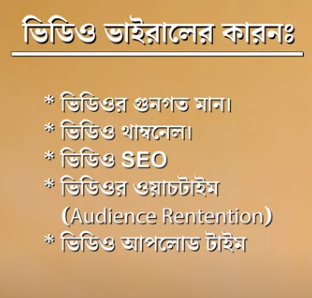 ভিডিও ভাইরালের কারনঃ
* ভিডিওর গুনগত মান।
* ভিডিও থাম্বনেল।
* ভিডিও SEO
* ভিডিওর ওয়াচটাইম
(Audience Rentention)
* ভিডিও আপলোড টাইম